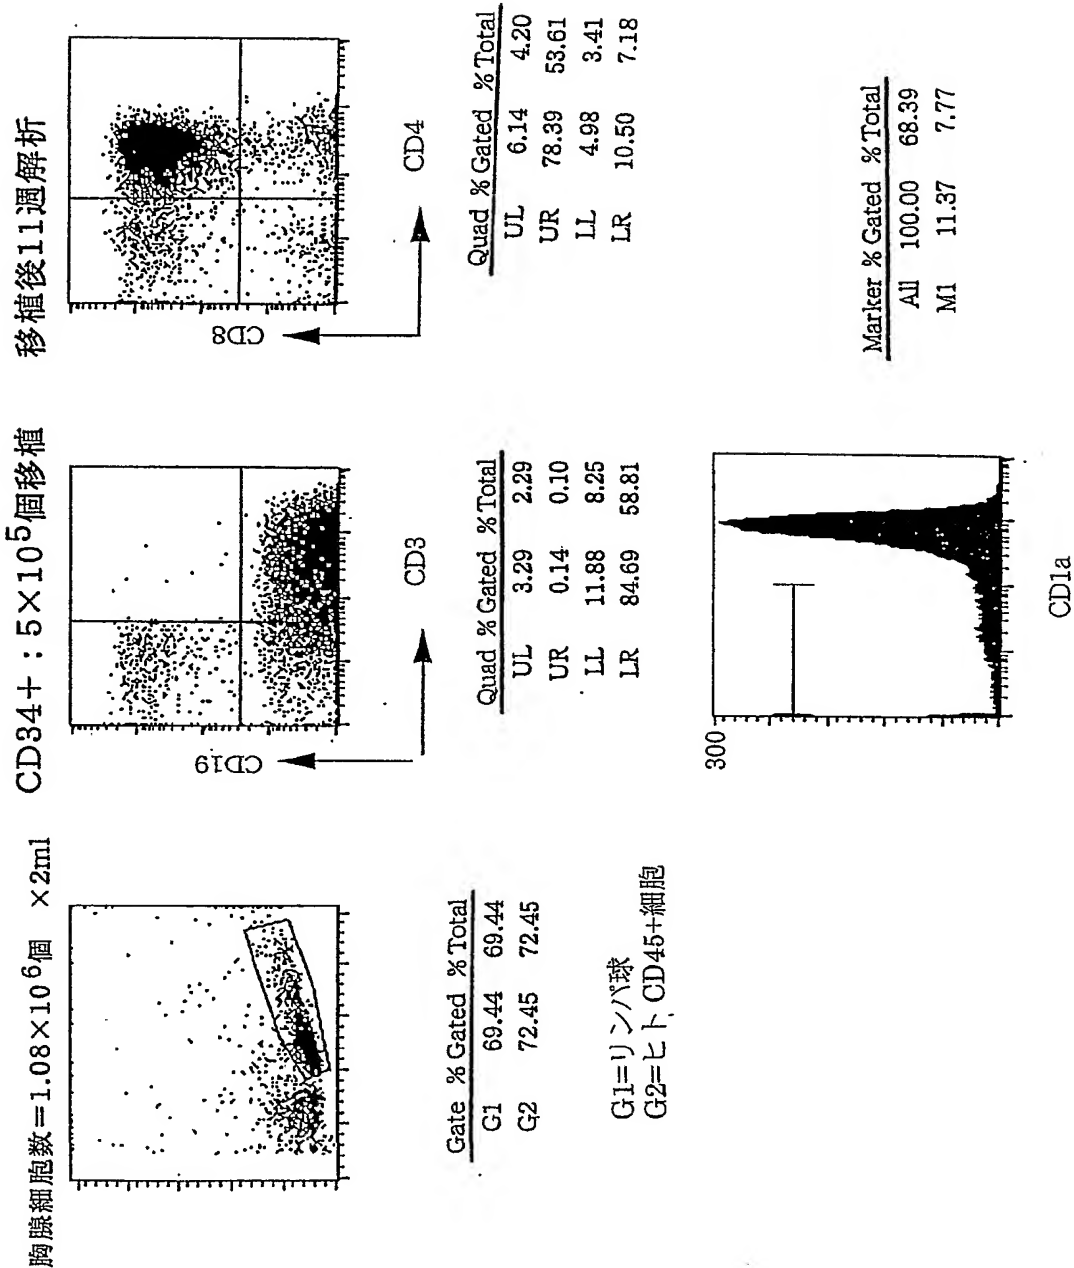 胸腺細胞数=1.08×10⁶個 ×2ml
CD34+:5×10⁵個移植
移植後11週解析
Gate % Gated % Total
G1 69.44 69.44
G2 72.45 72.45
G1=リンパ球
G2=ヒト CD45+細胞
CD19
CD3
Quad % Gated % Total
UL 3.29 2.29
UR 0.14 0.10
LL 11.88 8.25
LR 84.69 58.81
CD8
CD4
Quad % Gated % Total
UL 6.14 4.20
UR 78.39 53.61
LL 4.98 3.41
LR 10.50 7.18
300
CD1a
Marker % Gated % Total
All 100.00 68.39
M1 11.37 7.77